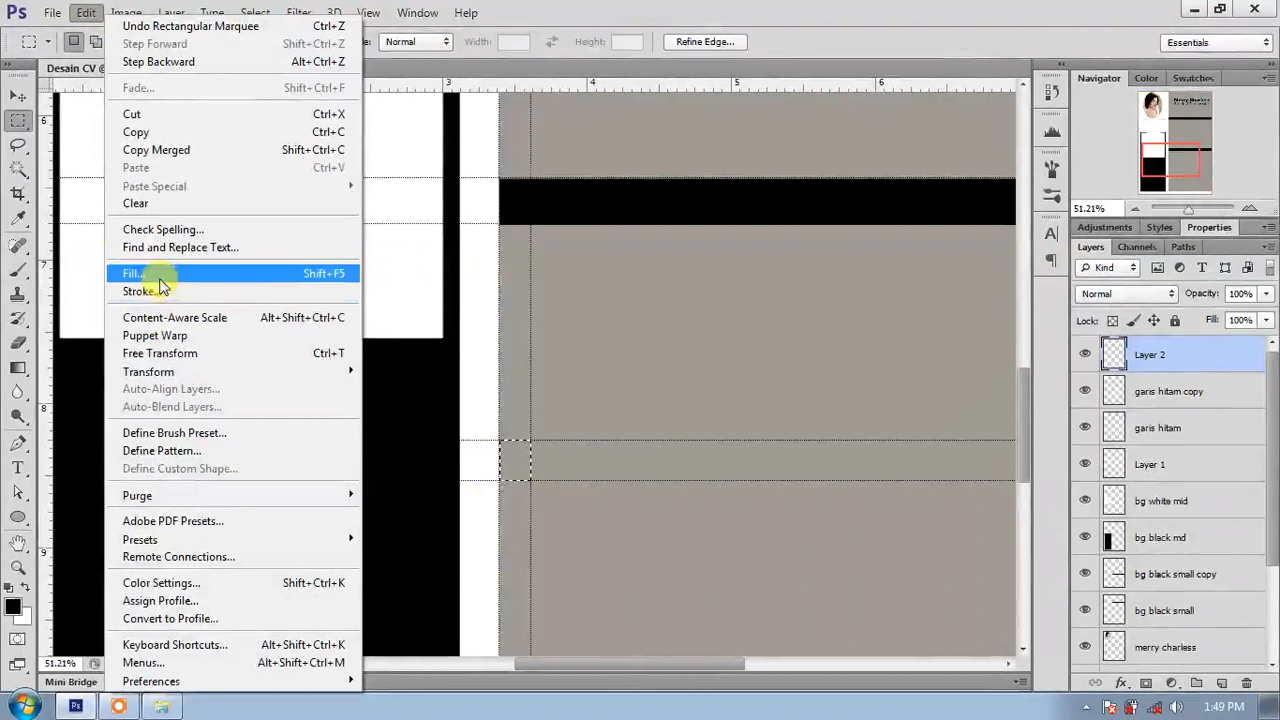 Ps File Edit Image Layer Type Select Filter 3D View Window Help
Normal Width: Height: Refine Edge... Essentials
Desain CV @
Undo Rectangular Marquee Ctrl+Z
Step Forward Shift+Ctrl+Z
Step Backward Alt+Ctrl+Z
Fade... Shift+Ctrl+F
Cut Ctrl+X
Copy Ctrl+C
Copy Merged Shift+Ctrl+C
Paste Ctrl+V
Paste Special
Clear
Check Spelling...
Find and Replace Text...
Fill... Shift+F5
Stroke...
Content-Aware Scale Alt+Shift+Ctrl+C
Puppet Warp
Free Transform Ctrl+T
Transform
Auto-Align Layers...
Auto-Blend Layers...
Define Brush Preset...
Define Pattern...
Define Custom Shape...
Purge
Adobe PDF Presets...
Presets
Remote Connections...
Color Settings... Shift+Ctrl+K
Assign Profile...
Convert to Profile...
Keyboard Shortcuts... Alt+Shift+Ctrl+K
Menus... Alt+Shift+Ctrl+M
Preferences
3 4 5 6
6
7
8
9
Navigator Color Swatches
51.21%
Adjustments Styles Properties
Layers Channels Paths
Kind
Normal Opacity: 100%
Lock: Fill: 100%
Layer 2
garis hitam copy
garis hitam
Layer 1
bg white mid
bg black md
bg black small copy
bg black small
merry charless
51.21%
Mini Bridge
1:49 PM